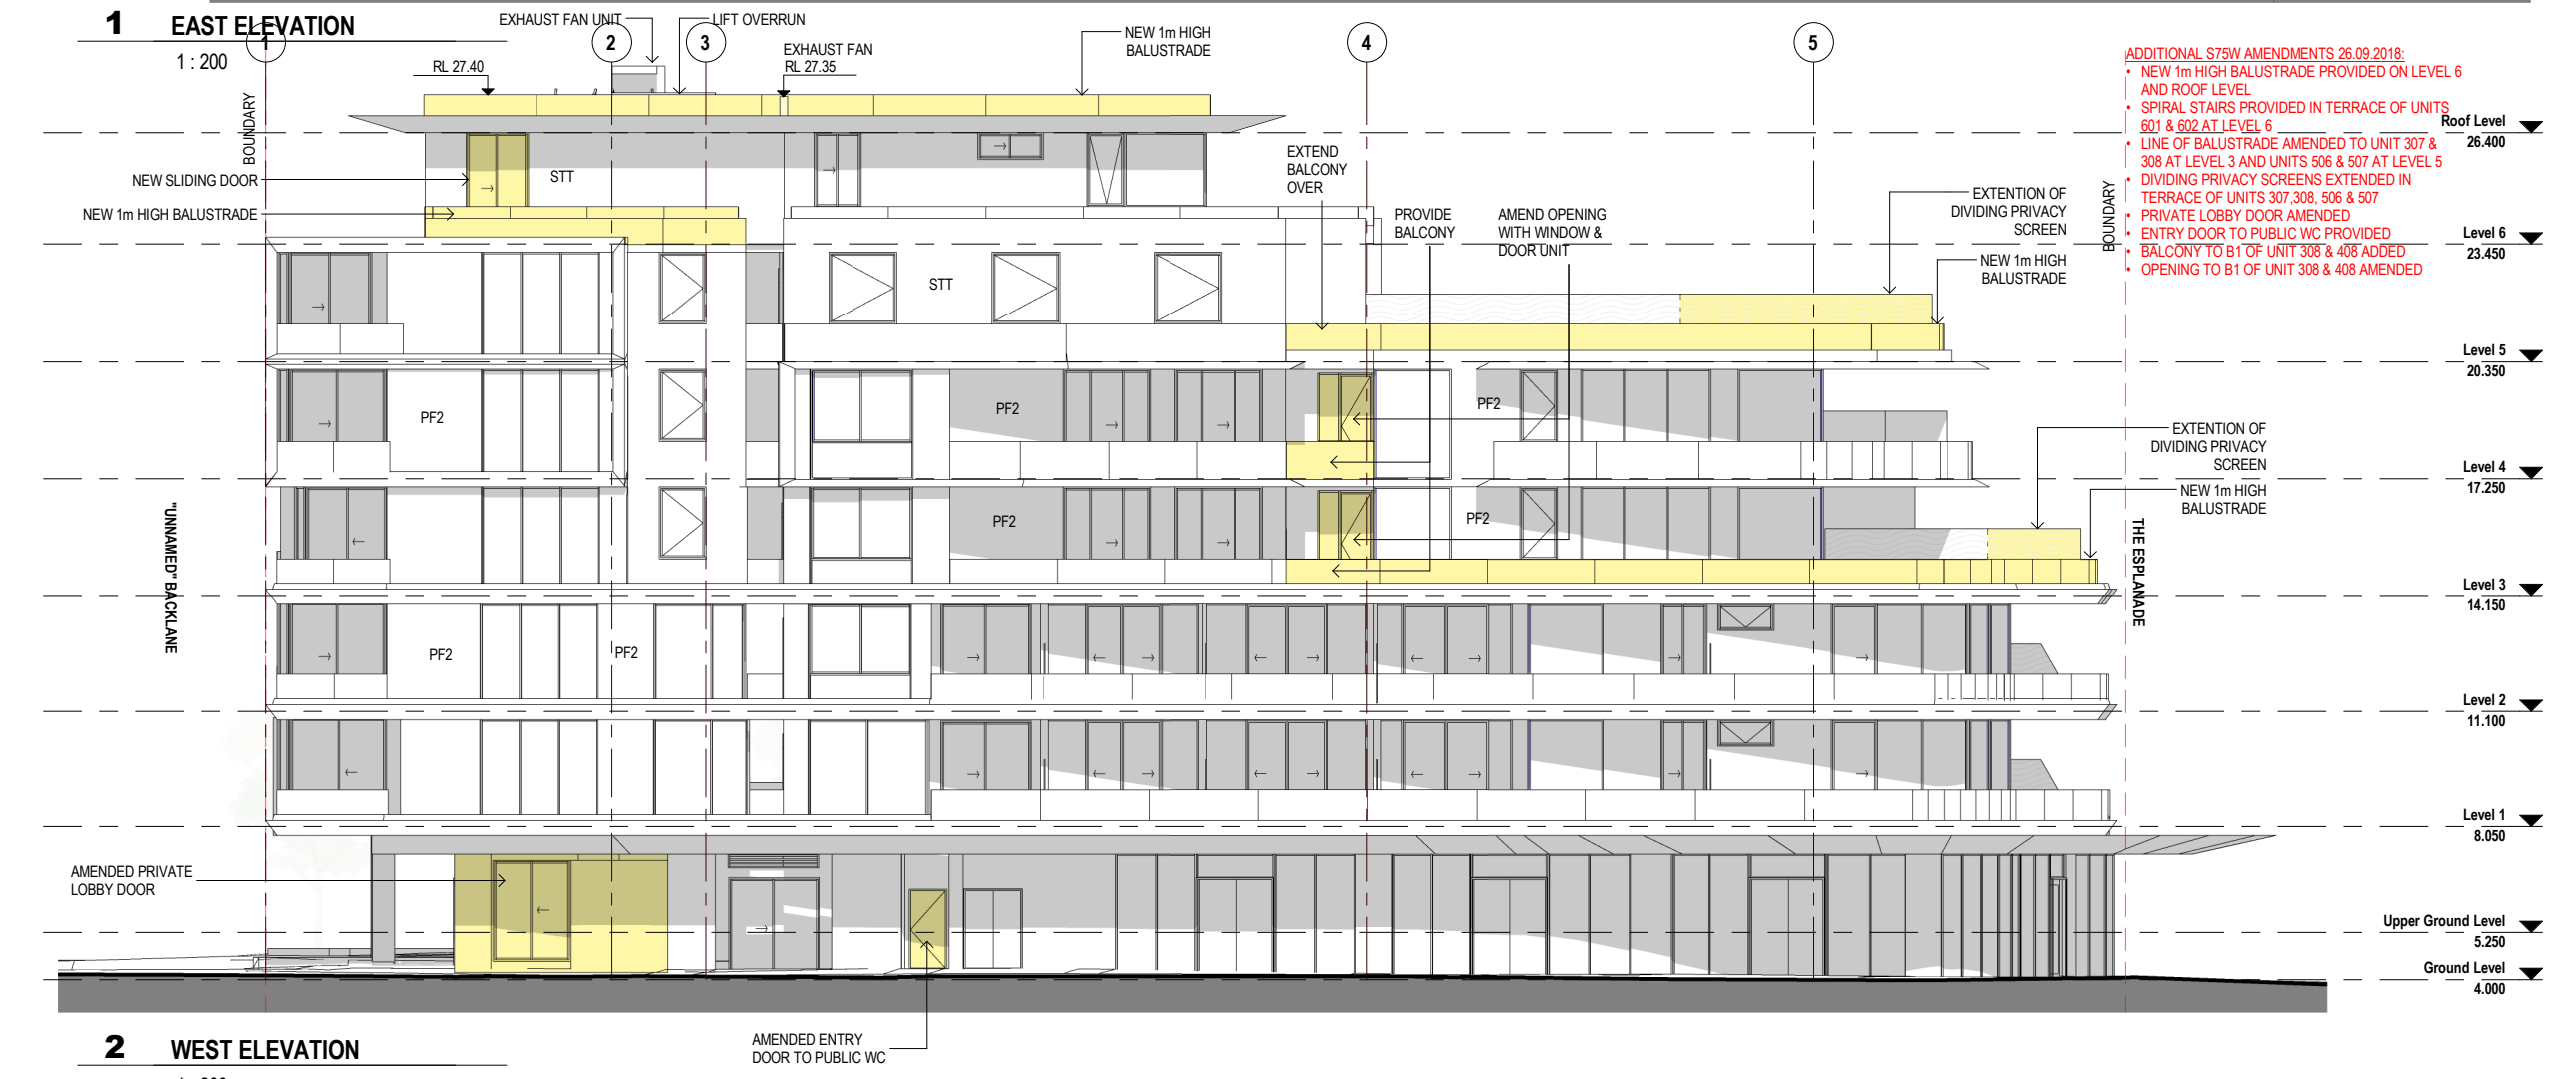 1 EAST ELEVATION
1 : 200
EXHAUST FAN UNIT
LIFT OVERRUN
EXHAUST FAN
RL 27.35
RL 27.40
NEW 1m HIGH
BALUSTRADE
1
2
3
4
5
BOUNDARY
ADDITIONAL S75W AMENDMENTS 26.09.2018:
• NEW 1m HIGH BALUSTRADE PROVIDED ON LEVEL 6
AND ROOF LEVEL
• SPIRAL STAIRS PROVIDED IN TERRACE OF UNITS
601 & 602 AT LEVEL 6
• LINE OF BALUSTRADE AMENDED TO UNIT 307 &
308 AT LEVEL 3 AND UNITS 506 & 507 AT LEVEL 5
• DIVIDING PRIVACY SCREENS EXTENDED IN
TERRACE OF UNITS 307,308, 506 & 507
• PRIVATE LOBBY DOOR AMENDED
• ENTRY DOOR TO PUBLIC WC PROVIDED
• BALCONY TO B1 OF UNIT 308 & 408 ADDED
• OPENING TO B1 OF UNIT 308 & 408 AMENDED
Roof Level
26.400
NEW SLIDING DOOR
STT
NEW 1m HIGH BALUSTRADE
EXTEND
BALCONY
OVER
PROVIDE
BALCONY
AMEND OPENING
WITH WINDOW &
DOOR UNIT
EXTENTION OF
DIVIDING PRIVACY
SCREEN
BOUNDARY
NEW 1m HIGH
BALUSTRADE
Level 6
23.450
STT
Level 5
20.350
PF2
PF2
PF2
EXTENTION OF
DIVIDING PRIVACY
SCREEN
Level 4
17.250
NEW 1m HIGH
BALUSTRADE
"UNNAMED" BACKLANE
PF2
PF2
THE ESPLANADE
Level 3
14.150
PF2
PF2
Level 2
11.100
Level 1
8.050
AMENDED PRIVATE
LOBBY DOOR
Upper Ground Level
5.250
Ground Level
4.000
AMENDED ENTRY
DOOR TO PUBLIC WC
2 WEST ELEVATION